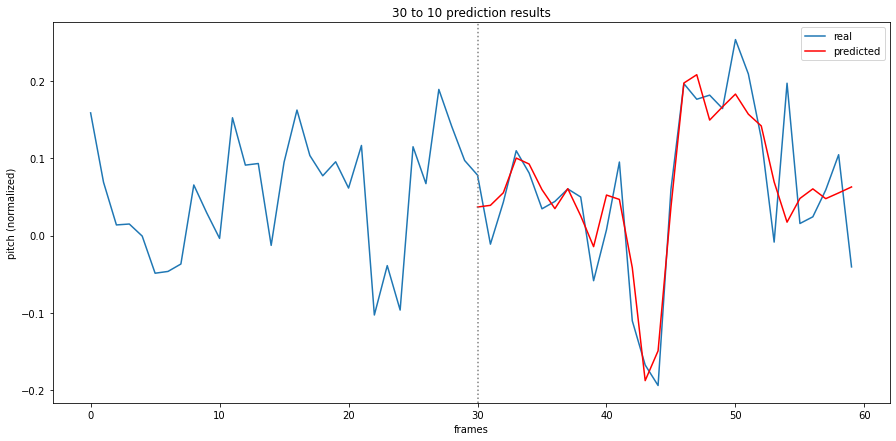 30 to 10 prediction results
real
predicted
pitch (normalized)
0.2
0.1
0.0
−0.1
−0.2
0
10
20
30
40
50
60
frames